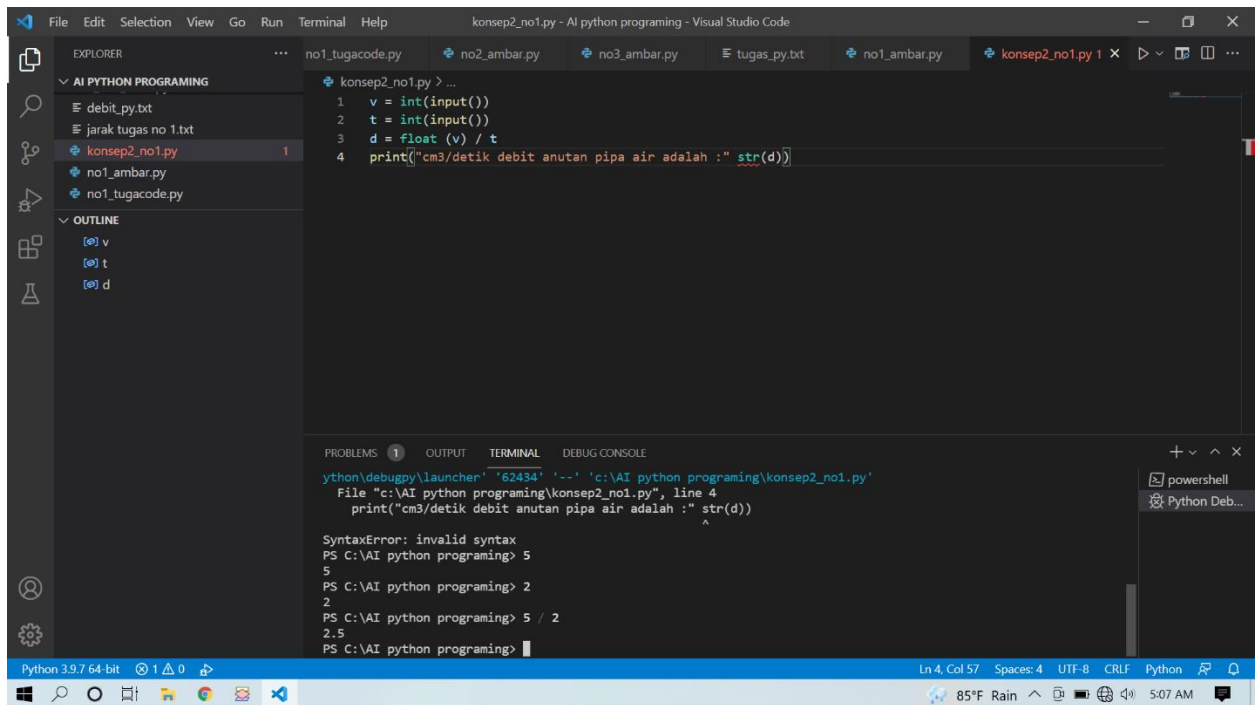 File Edit Selection View Go Run Terminal Help konsep2_no1.py - AI python programing - Visual Studio Code
EXPLORER
no1_tugacode.py no2_ambar.py no3_ambar.py tugas_py.txt no1_ambar.py konsep2_no1.py 1
AI PYTHON PROGRAMING
debit_py.txt
jarak tugas no 1.txt
konsep2_no1.py 1
no1_ambar.py
no1_tugacode.py
OUTLINE
v
t
d
konsep2_no1.py > ...
1 v = int(input())
2 t = int(input())
3 d = float (v) / t
4 print("cm3/detik debit anutan pipa air adalah :" str(d))
PROBLEMS 1 OUTPUT TERMINAL DEBUG CONSOLE
powershell
Python Deb...
ython\debugpy\launcher' '62434' '--' 'c:\AI python programing\konsep2_no1.py'
File "c:\AI python programing\konsep2_no1.py", line 4
print("cm3/detik debit anutan pipa air adalah :" str(d))
^
SyntaxError: invalid syntax
PS C:\AI python programing> 5
5
PS C:\AI python programing> 2
2
PS C:\AI python programing> 5 / 2
2.5
PS C:\AI python programing>
Python 3.9.7 64-bit 1 0 Ln 4, Col 57 Spaces: 4 UTF-8 CRLF Python
85°F Rain 5:07 AM